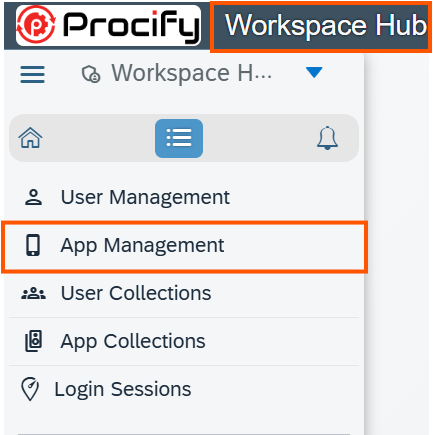 Procify Workspace Hub
Workspace H...
User Management
App Management
User Collections
App Collections
Login Sessions